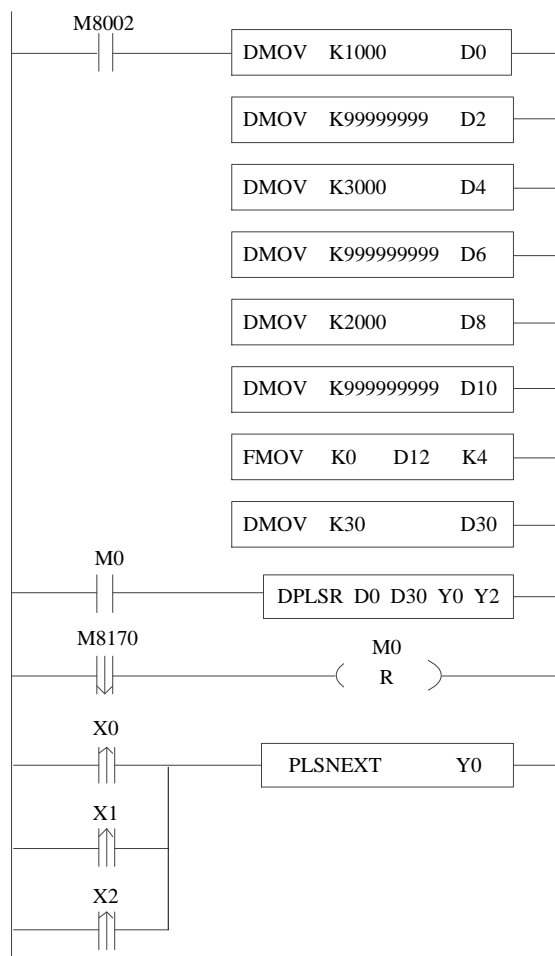 M8002
DMOV K1000 D0
DMOV K99999999 D2
DMOV K3000 D4
DMOV K999999999 D6
DMOV K2000 D8
DMOV K999999999 D10
FMOV K0 D12 K4
DMOV K30 D30
M0
DPLSR D0 D30 Y0 Y2
M8170
M0
R
X0
PLSNEXT Y0
X1
X2